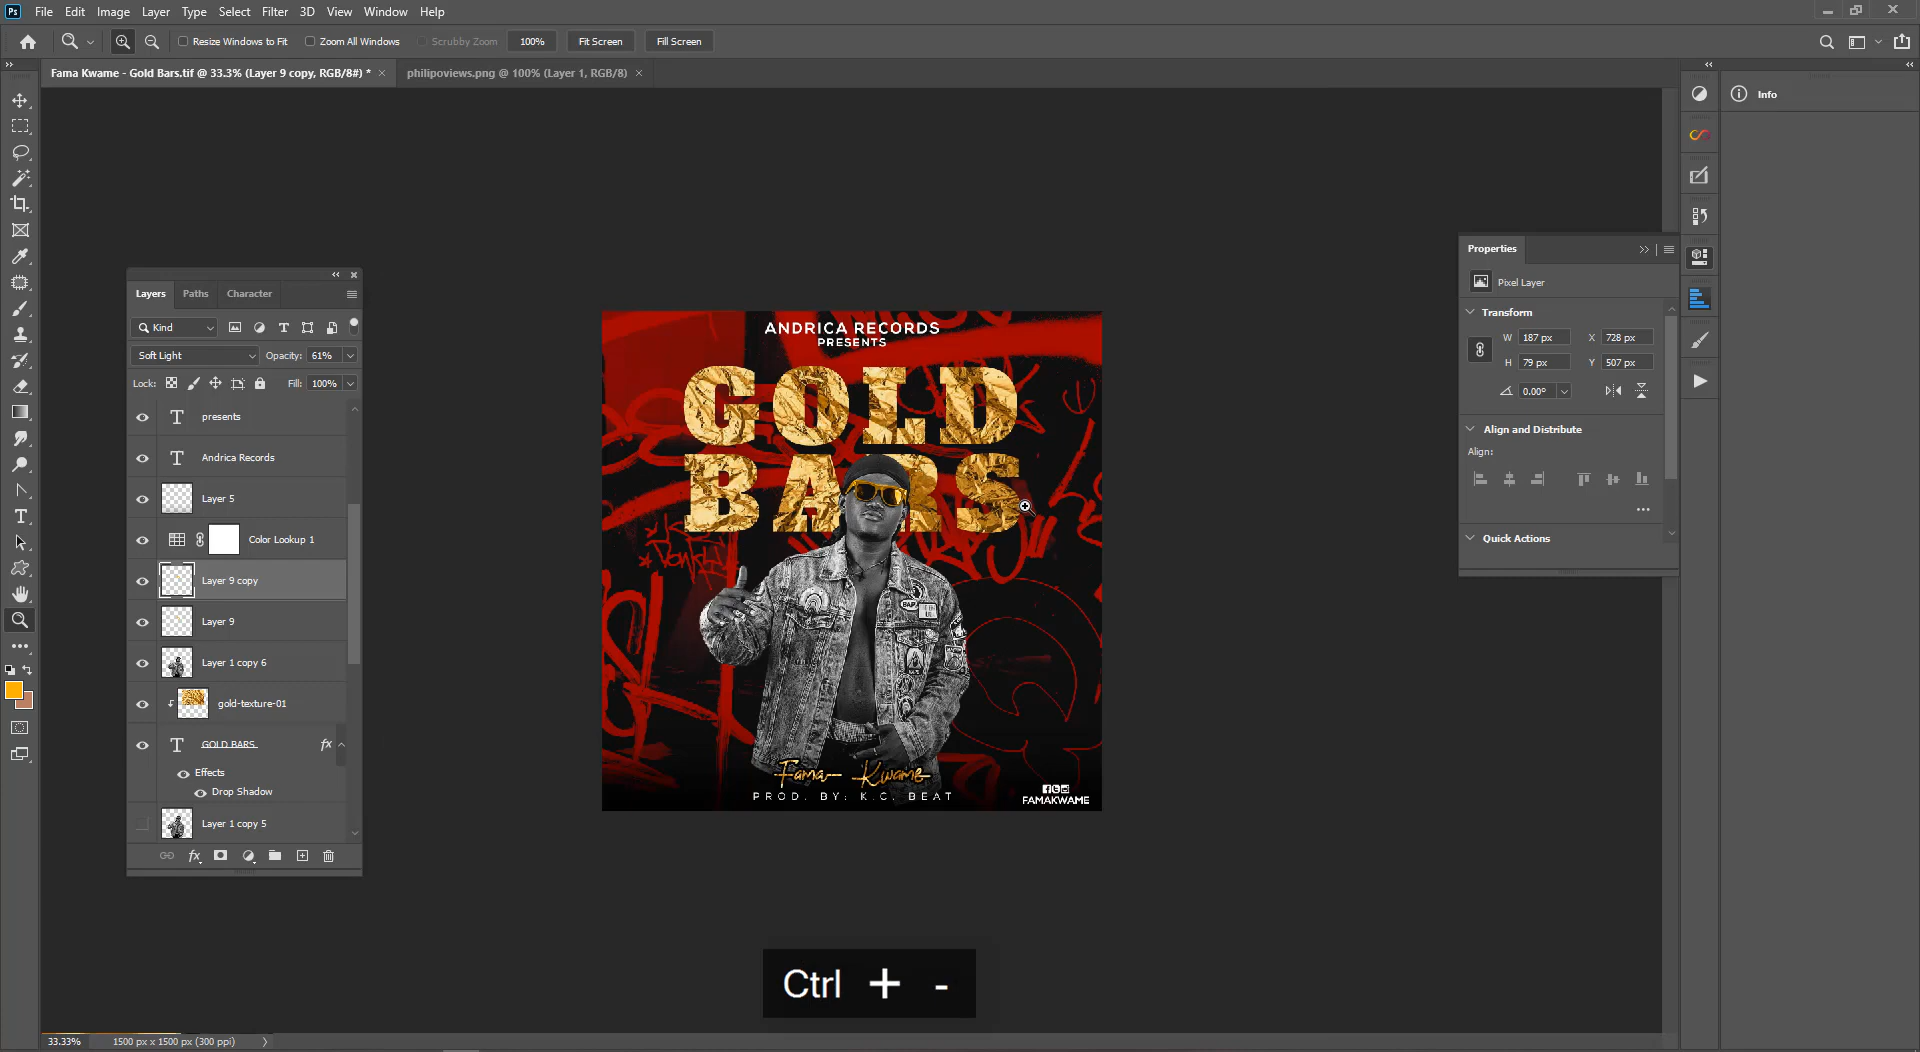 Ps File Edit Image Layer Type Select Filter 3D View Window Help
Resize Windows to Fit Zoom All Windows Scrubby Zoom 100% Fit Screen Fill Screen
Fama Kwame - Gold Bars.tif @ 33.3% (Layer 9 copy, RGB/8#) * × philipoviews.png @ 100% (Layer 1, RGB/8) ×
Info
Layers Paths Character
Kind
Soft Light Opacity: 61%
Lock: Fill: 100%
T presents
T Andrica Records
Layer 5
Color Lookup 1
Layer 9 copy
Layer 9
Layer 1 copy 6
gold-texture-01
T GOLD BARS fx
Effects
Drop Shadow
Layer 1 copy 5
fx
ANDRICA RECORDS
PRESENTS
GOLD
BARS
Fama Kwame
PROD. BY: K.C. BEAT
FAMAKWAME
Properties
Pixel Layer
Transform
W 187 px X 728 px
H 79 px Y 507 px
0.00°
Align and Distribute
Align:
Quick Actions
Ctrl + -
33.33% 1500 px x 1500 px (300 ppi)